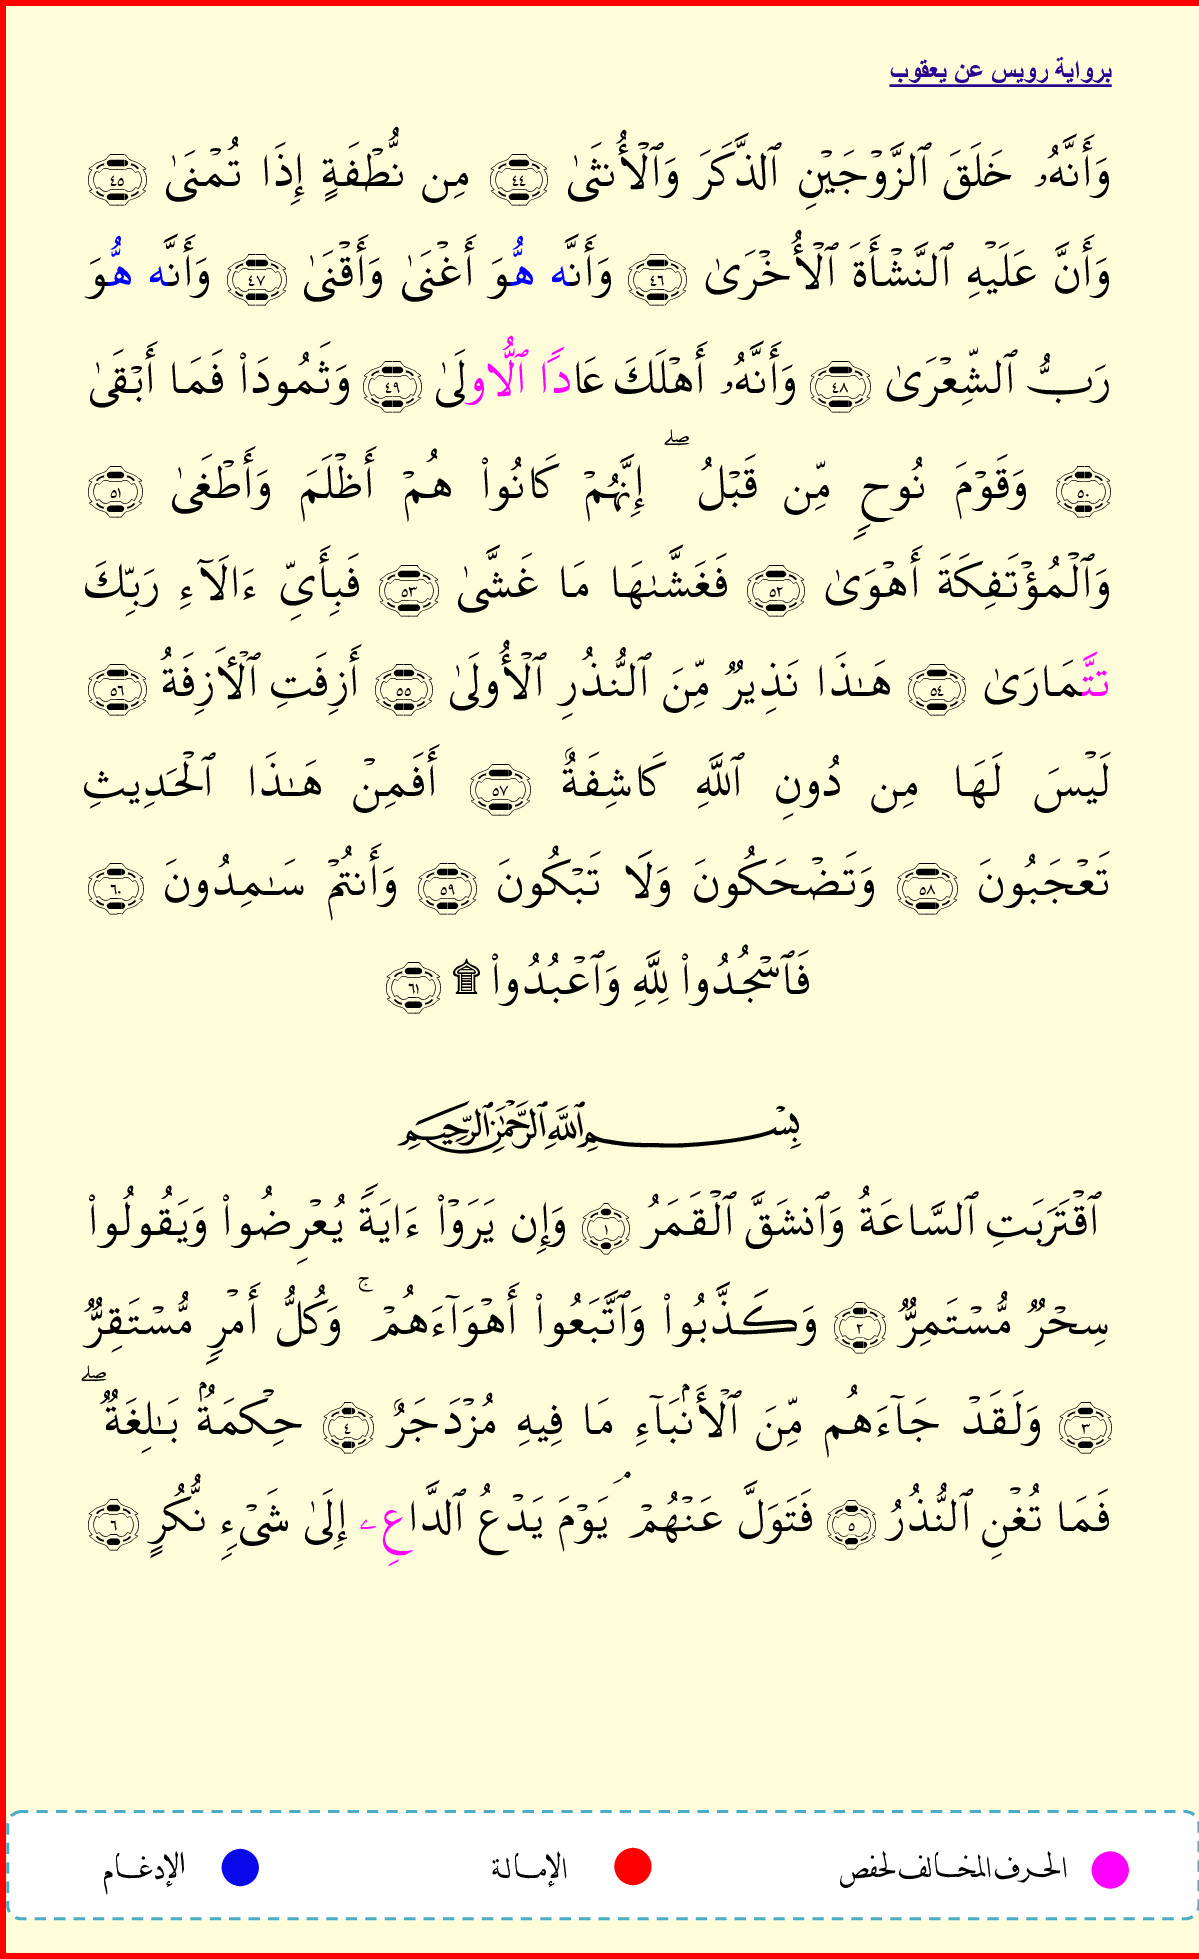 برواية رويس عن يعقوب
وَأَنَّهُۥ خَلَقَ ٱلزَّوۡجَيۡنِ ٱلذَّكَرَ وَٱلۡأُنثَىٰ ٤٤ مِن نُّطۡفَةٍ إِذَا تُمۡنَىٰ ٤٥
وَأَنَّ عَلَيۡهِ ٱلنَّشۡأَةَ ٱلۡأُخۡرَىٰ ٤٦ وَأَنَّه هُّوَ أَغۡنَىٰ وَأَقۡنَىٰ ٤٧ وَأَنَّه هُّوَ
رَبُّ ٱلشِّعۡرَىٰ ٤٨ وَأَنَّهُۥ أَهۡلَكَ عَادًا ٱلُّاولَىٰ ٤٩ وَثَمُودَاْ فَمَا أَبۡقَىٰ
٥٠ وَقَوۡمَ نُوحٖ مِّن قَبۡلُۖ إِنَّهُمۡ كَانُواْ هُمۡ أَظۡلَمَ وَأَطۡغَىٰ ٥١
وَٱلۡمُؤۡتَفِكَةَ أَهۡوَىٰ ٥٢ فَغَشَّىٰهَا مَا غَشَّىٰ ٥٣ فَبِأَيِّ ءَالَآءِ رَبِّكَ
تَّتَمَارَىٰ ٥٤ هَٰذَا نَذِيرٞ مِّنَ ٱلنُّذُرِ ٱلۡأُولَىٰ ٥٥ أَزِفَتِ ٱلۡأٓزِفَةُ ٥٦
لَيۡسَ لَهَا مِن دُونِ ٱللَّهِ كَاشِفَةٌ ٥٧ أَفَمِنۡ هَٰذَا ٱلۡحَدِيثِ
تَعۡجَبُونَ ٥٨ وَتَضۡحَكُونَ وَلَا تَبۡكُونَ ٥٩ وَأَنتُمۡ سَٰمِدُونَ ٦٠
فَٱسۡجُدُواْ لِلَّهِ وَٱعۡبُدُواْ۩ ٦١
بِسۡمِ ٱللَّهِ ٱلرَّحۡمَٰنِ ٱلرَّحِيمِ
ٱقۡتَرَبَتِ ٱلسَّاعَةُ وَٱنشَقَّ ٱلۡقَمَرُ ١ وَإِن يَرَوۡاْ ءَايَةٗ يُعۡرِضُواْ وَيَقُولُواْ
سِحۡرٞ مُّسۡتَمِرّٞ ٢ وَكَذَّبُواْ وَٱتَّبَعُواْ أَهۡوَآءَهُمۡۚ وَكُلُّ أَمۡرٖ مُّسۡتَقِرّٞ
٣ وَلَقَدۡ جَآءَهُم مِّنَ ٱلۡأَنۢبَآءِ مَا فِيهِ مُزۡدَجَرٌ ٤ حِكۡمَةُۢ بَٰلِغَةٞۖ
فَمَا تُغۡنِ ٱلنُّذُرُ ٥ فَتَوَلَّ عَنۡهُمۡۘ يَوۡمَ يَدۡعُ ٱلدَّاعِۦ إِلَىٰ شَيۡءٖ نُّكُرٍ ٦
الحرف المخالف لحفص الإمالة الإدغام